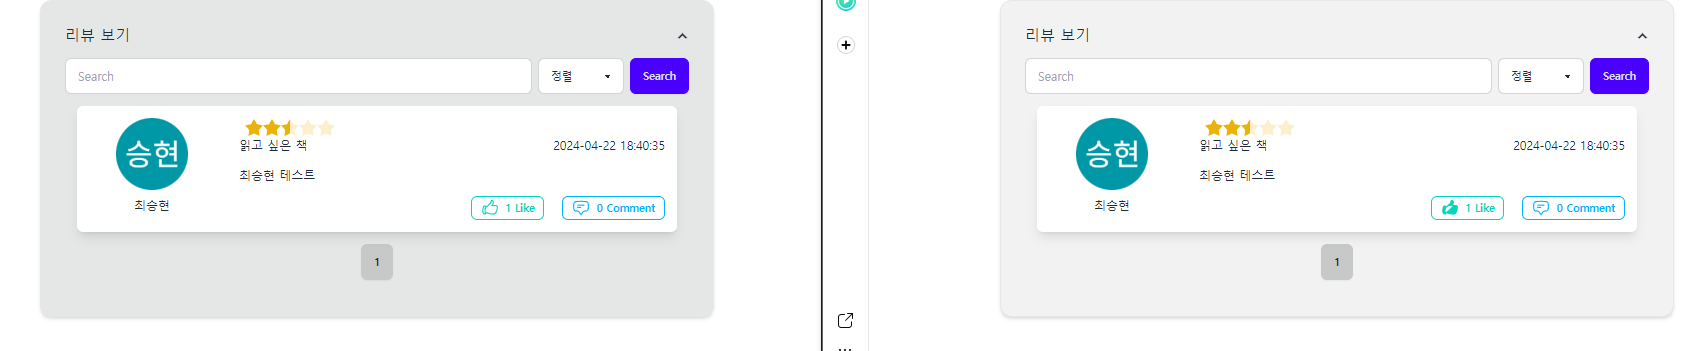 리뷰 보기
Search
정렬
Search
승현
읽고 싶은 책
2024-04-22 18:40:35
최승현 테스트
최승현
1 Like
0 Comment
1
리뷰 보기
Search
정렬
Search
승현
읽고 싶은 책
2024-04-22 18:40:35
최승현 테스트
최승현
1 Like
0 Comment
1